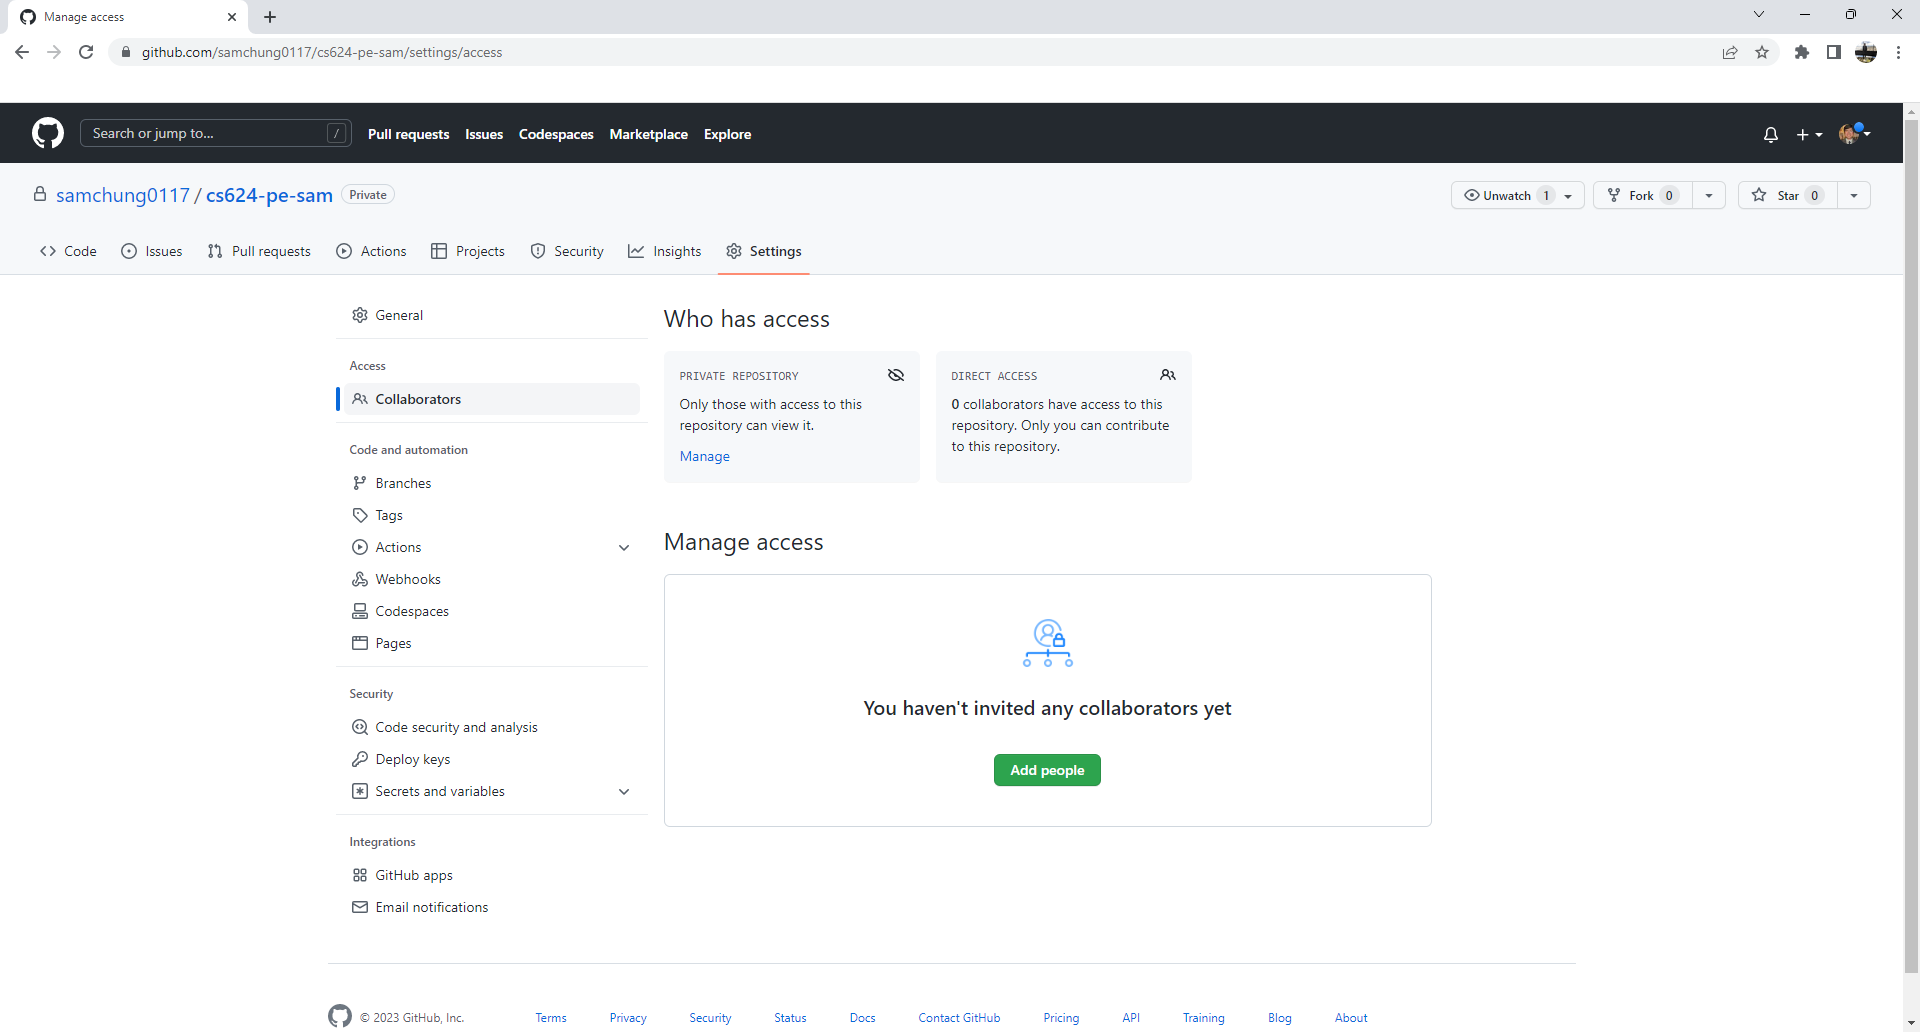 Manage access
github.com/samchung0117/cs624-pe-sam/settings/access
Search or jump to... /
Pull requests Issues Codespaces Marketplace Explore
samchung0117 / cs624-pe-sam Private
Unwatch 1 Fork 0 Star 0
Code Issues Pull requests Actions Projects Security Insights Settings
General
Access
Collaborators
Code and automation
Branches
Tags
Actions
Webhooks
Codespaces
Pages
Security
Code security and analysis
Deploy keys
Secrets and variables
Integrations
GitHub apps
Email notifications
Who has access
PRIVATE REPOSITORY
Only those with access to this
repository can view it.
Manage
DIRECT ACCESS
0 collaborators have access to this
repository. Only you can contribute
to this repository.
Manage access
You haven't invited any collaborators yet
Add people
© 2023 GitHub, Inc. Terms Privacy Security Status Docs Contact GitHub Pricing API Training Blog About